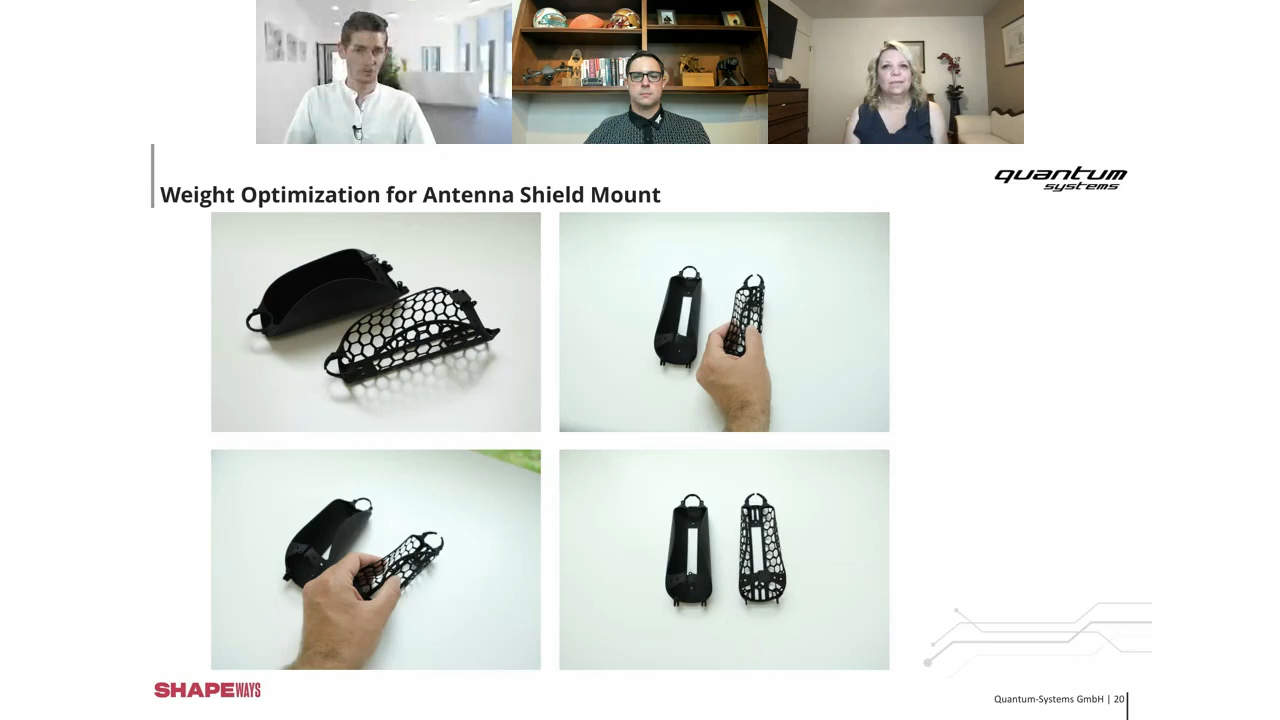 Weight Optimization for Antenna Shield Mount
quantum
systems
SHAPEWAYS
Quantum-Systems GmbH | 20